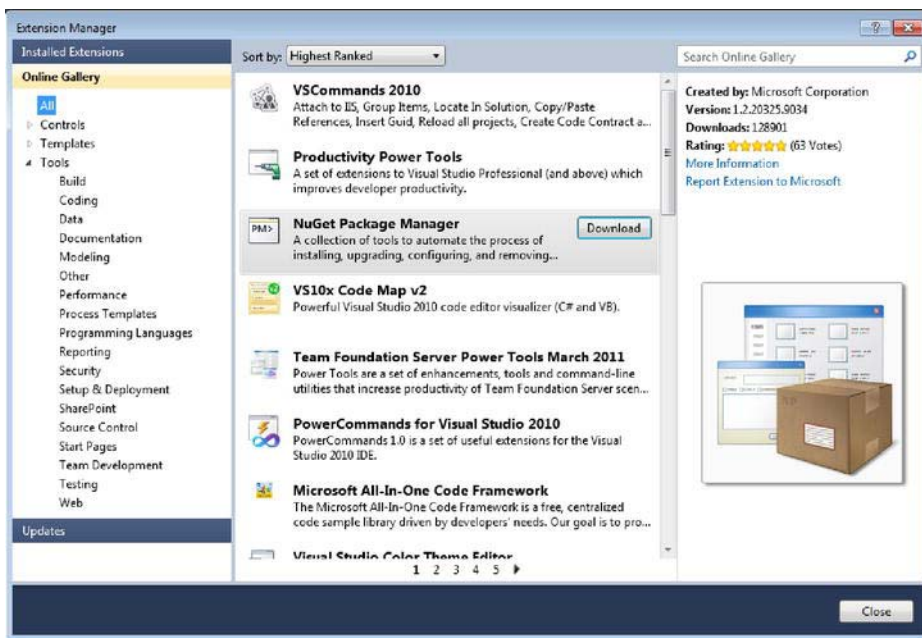 Extension Manager
Installed Extensions
Online Gallery
All
Controls
Templates
Tools
Build
Coding
Data
Documentation
Modeling
Other
Performance
Process Templates
Programming Languages
Reporting
Security
Setup & Deployment
SharePoint
Source Control
Start Pages
Team Development
Testing
Web
Updates
Sort by: Highest Ranked
VSCommands 2010
Attach to IIS, Group Items, Locate In Solution, Copy/Paste
References, Insert Guid, Reload all projects, Create Code Contract a...
Productivity Power Tools
A set of extensions to Visual Studio Professional (and above) which
improves developer productivity.
PM>
NuGet Package Manager
Download
A collection of tools to automate the process of
installing, upgrading, configuring, and removing...
VS10x Code Map v2
Powerful Visual Studio 2010 code editor visualizer (C# and VB).
Team Foundation Server Power Tools March 2011
Power Tools are a set of enhancements, tools and command-line
utilities that increase productivity of Team Foundation Server scen...
PowerCommands for Visual Studio 2010
PowerCommands 1.0 is a set of useful extensions for the Visual
Studio 2010 IDE.
Microsoft All-In-One Code Framework
The Microsoft All-In-One Code Framework is a free, centralized
code sample library driven by developers' needs. Our goal is to pro...
Visual Studio Color Theme Editor
1 2 3 4 5
Search Online Gallery
Created by: Microsoft Corporation
Version: 1.2.20325.9034
Downloads: 128901
Rating: (63 Votes)
More Information
Report Extension to Microsoft
Close